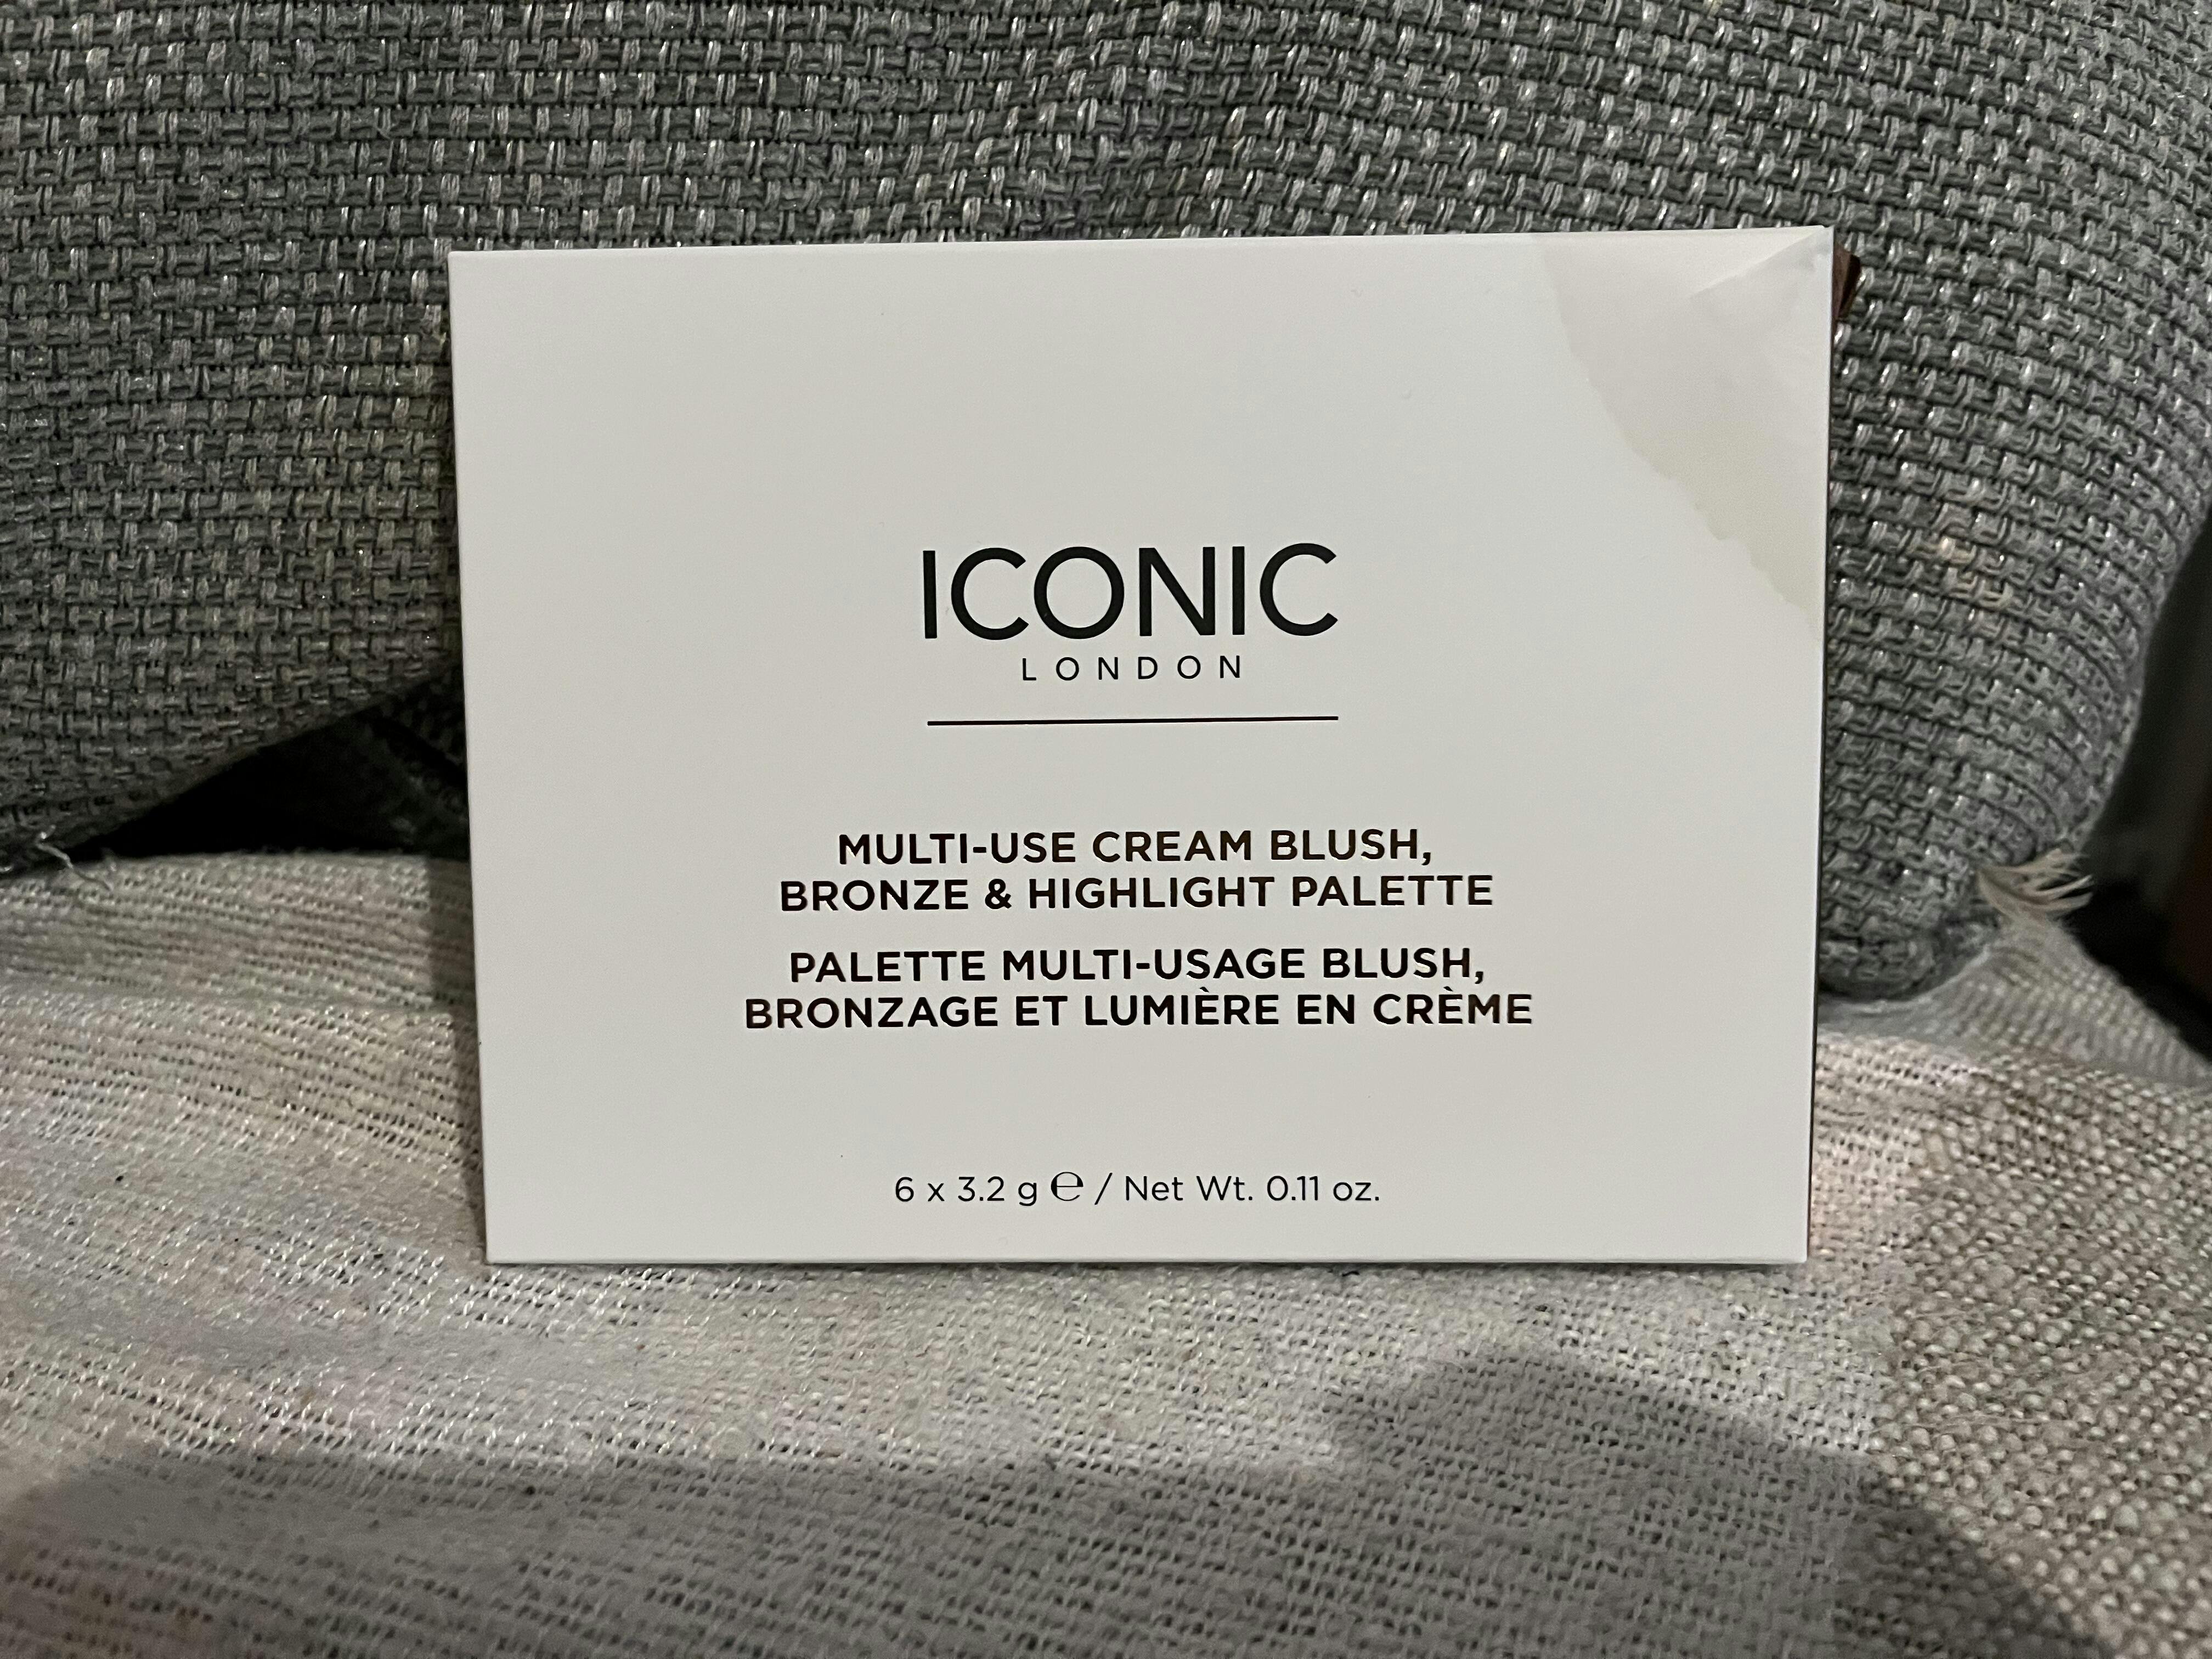 ICONIC
LONDON
MULTI-USE CREAM BLUSH,
BRONZE & HIGHLIGHT PALETTE
PALETTE MULTI-USAGE BLUSH,
BRONZAGE ET LUMIÈRE EN CRÈME
6 x 3.2 g ℮ / Net Wt. 0.11 oz.